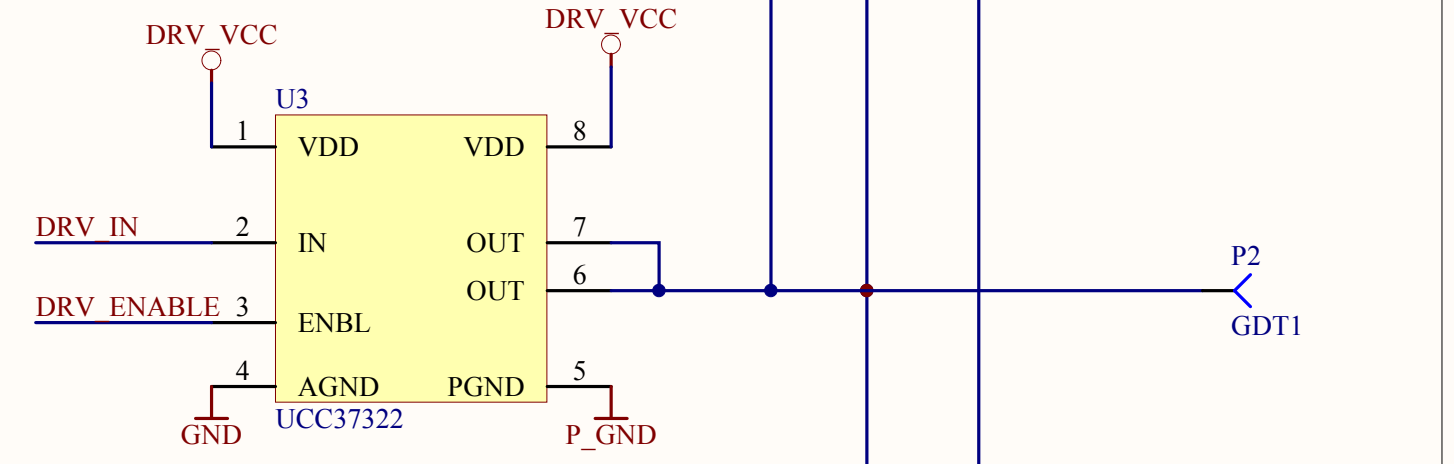 DRV_VCC
DRV_VCC
U3
1 VDD VDD 8
DRV_IN 2 IN OUT 7
OUT 6
P2
DRV_ENABLE 3 ENBL
GDT1
4 AGND PGND 5
UCC37322
GND P_GND